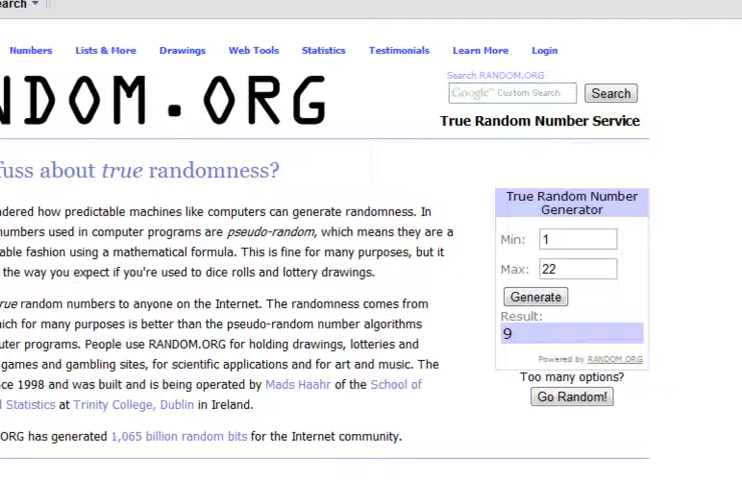 earch
Numbers Lists & More Drawings Web Tools Statistics Testimonials Learn More Login
Search RANDOM.ORG
NDOM.ORG
Google™ Custom Search Search
True Random Number Service
fuss about true randomness?
True Random Number
Generator
ndered how predictable machines like computers can generate randomness. In
numbers used in computer programs are pseudo-random, which means they are a
able fashion using a mathematical formula. This is fine for many purposes, but it
the way you expect if you're used to dice rolls and lottery drawings.
Min: 1
Max: 22
Generate
Result:
9
Powered by RANDOM.ORG
rue random numbers to anyone on the Internet. The randomness comes from
hich for many purposes is better than the pseudo-random number algorithms
uter programs. People use RANDOM.ORG for holding drawings, lotteries and
games and gambling sites, for scientific applications and for art and music. The
ce 1998 and was built and is being operated by Mads Haahr of the School of
d Statistics at Trinity College, Dublin in Ireland.
Too many options?
Go Random!
ORG has generated 1,065 billion random bits for the Internet community.